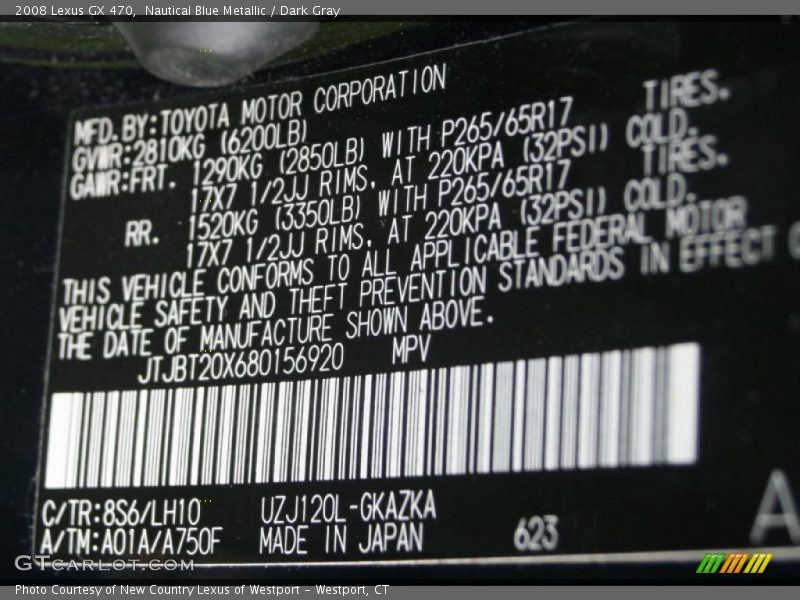 2008 Lexus GX 470, Nautical Blue Metallic / Dark Gray
MFD. BY:TOYOTA MOTOR CORPORATION
GVWR:2810KG (6200LB)
GAWR:FRT. 1290KG (2850LB) WITH P265/65R17 TIRES.
17X7 1/2JJ RIMS, AT 220KPA (32PSI) COLD.
RR. 1520KG (3350LB) WITH P265/65R17 TIRES.
17X7 1/2JJ RIMS, AT 220KPA (32PSI) COLD.
THIS VEHICLE CONFORMS TO ALL APPLICABLE FEDERAL MOTOR
VEHICLE SAFETY AND THEFT PREVENTION STANDARDS IN EFFECT
THE DATE OF MANUFACTURE SHOWN ABOVE.
JTJBT20X680156920 MPV
C/TR:8S6/LH10 UZJ120L-GKAZKA
A/TM:A01A/A750F MADE IN JAPAN 623
A
GTCARLOT.COM
Photo Courtesy of New Country Lexus of Westport - Westport, CT